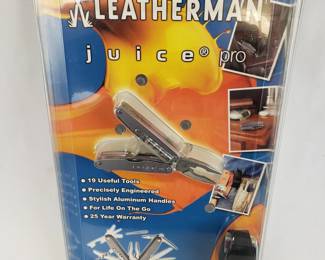 LEATHERMAN
juice® pro
• 19 Useful Tools
• Precisely Engineered
• Stylish Aluminum Handles
• For Life On The Go
• 25 Year Warranty